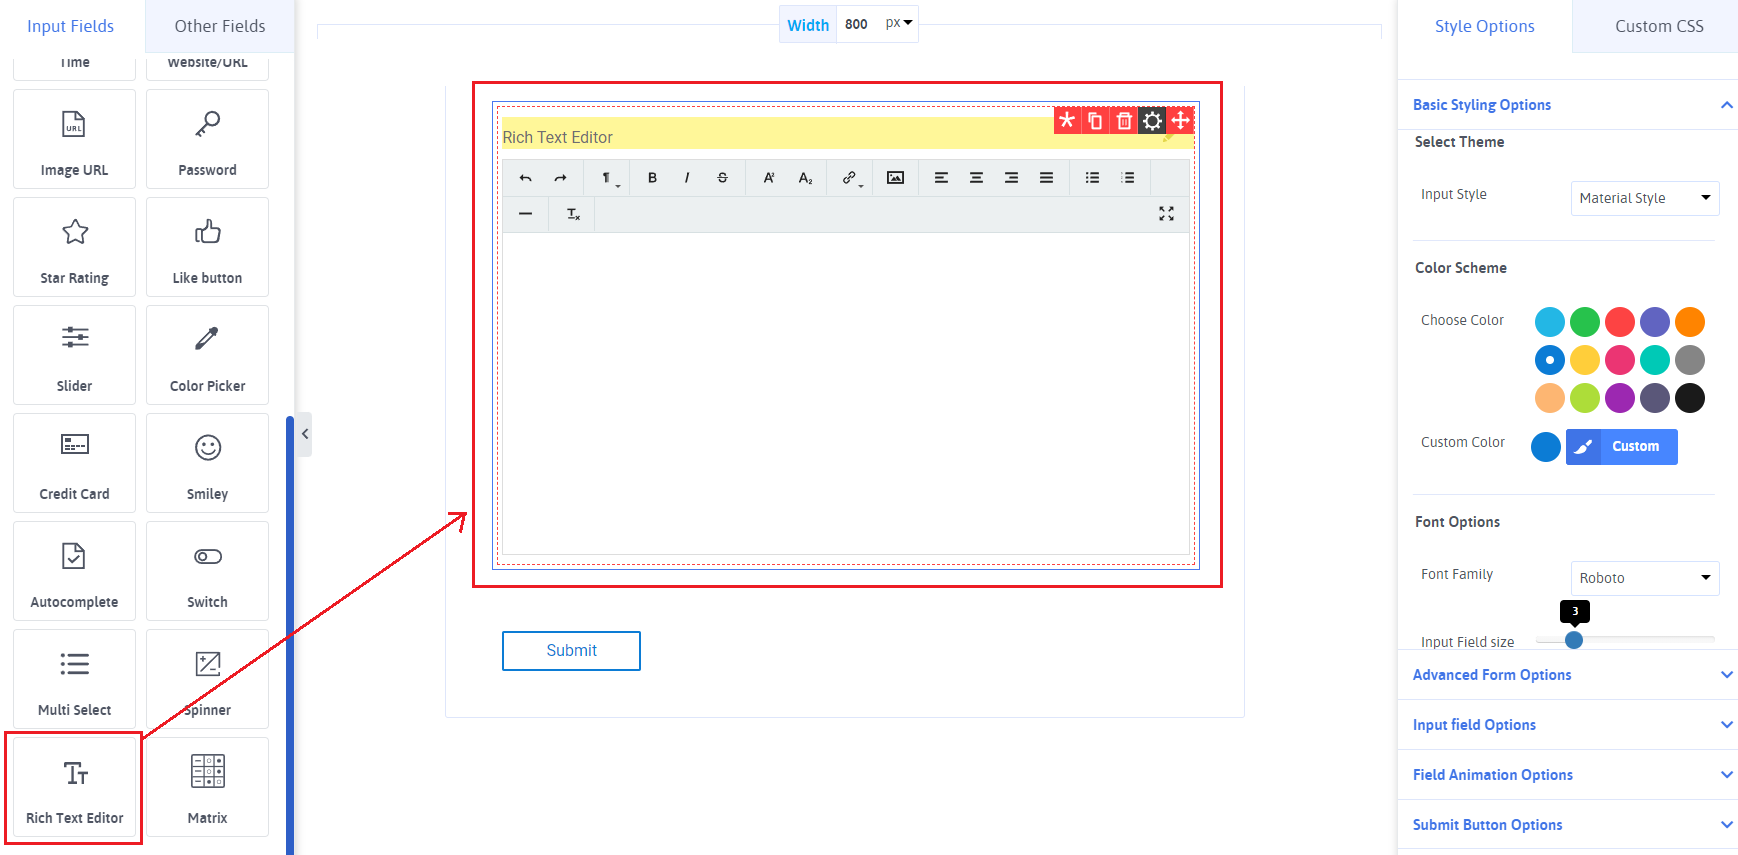 Input Fields
Other Fields
Time
Website/URL
URL
Image URL
Password
Star Rating
Like button
Slider
Color Picker
Credit Card
Smiley
Autocomplete
Switch
Multi Select
Spinner
Rich Text Editor
Matrix
Width 800 px
Rich Text Editor
¶ B I S A² A₂
Tx
Submit
Style Options
Custom CSS
Basic Styling Options
Select Theme
Input Style
Material Style
Color Scheme
Choose Color
Custom Color
Custom
Font Options
Font Family
Roboto
3
Input Field size
Advanced Form Options
Input field Options
Field Animation Options
Submit Button Options